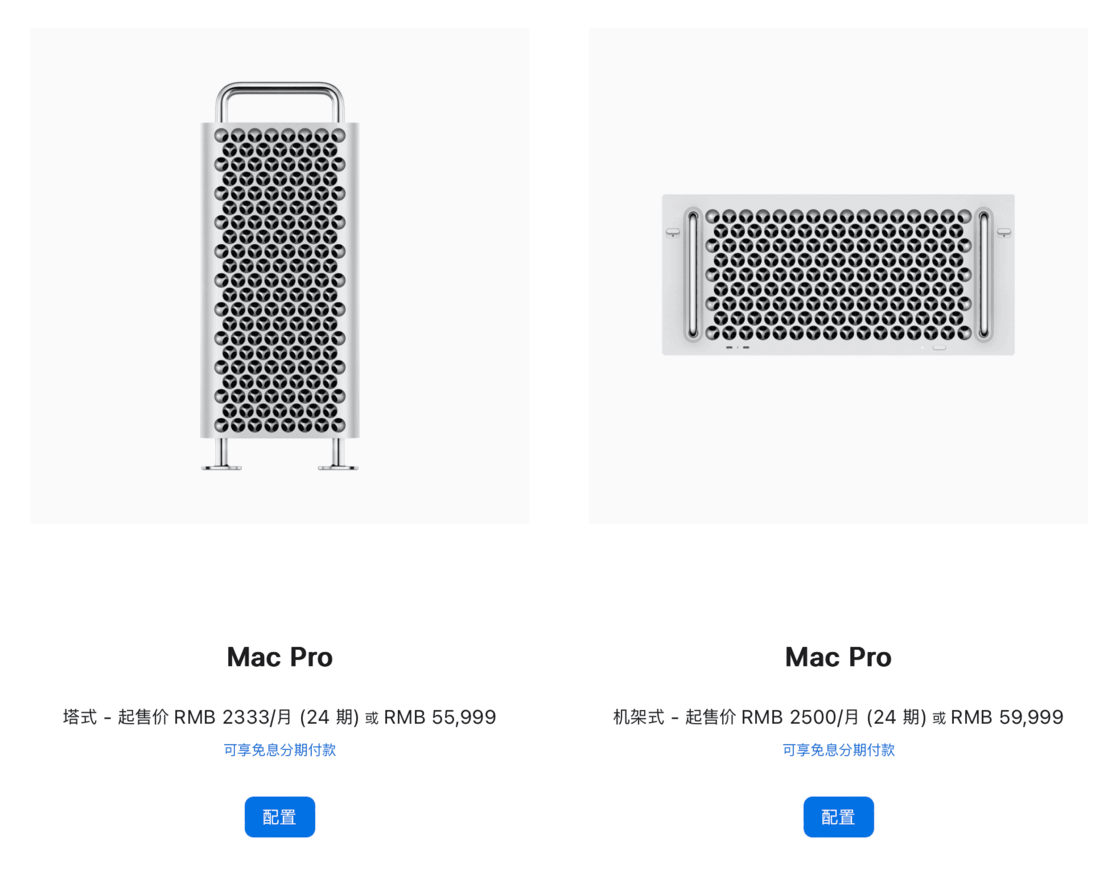 Mac Pro
塔式 - 起售价 RMB 2333/月 (24 期) 或 RMB 55,999
可享免息分期付款
配置
Mac Pro
机架式 - 起售价 RMB 2500/月 (24 期) 或 RMB 59,999
可享免息分期付款
配置